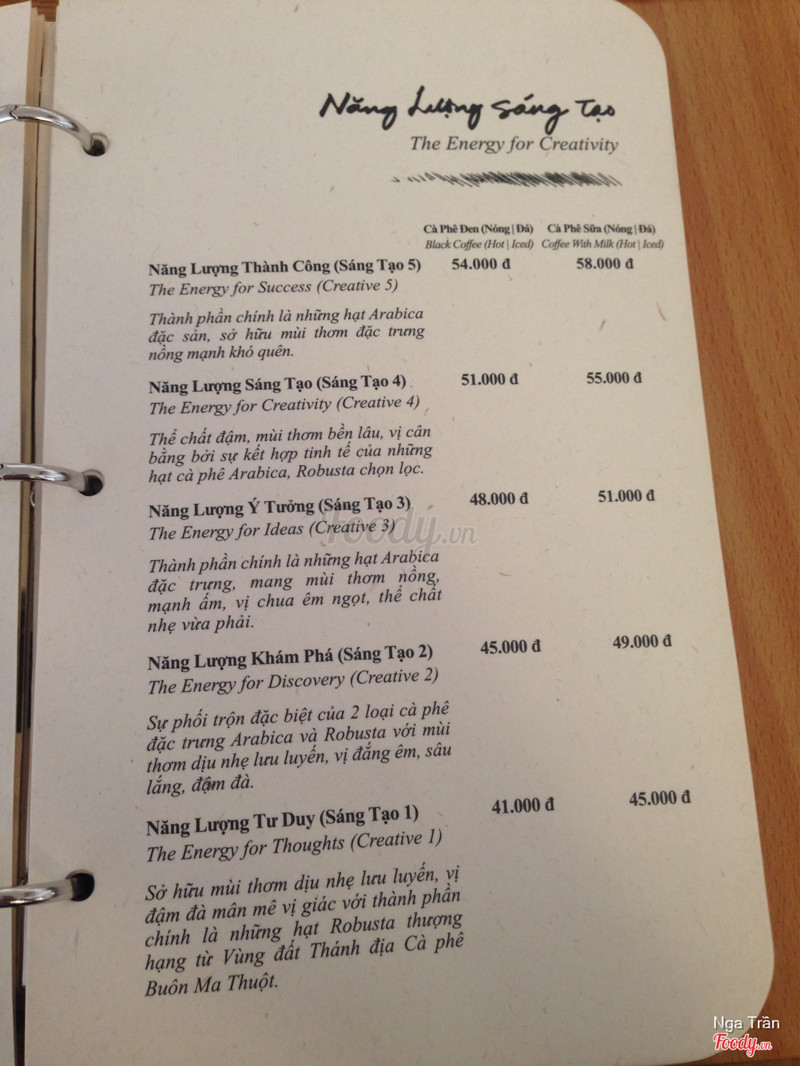 Năng Lượng Sáng Tạo
The Energy for Creativity
Cà Phê Đen (Nóng | Đá) Cà Phê Sữa (Nóng | Đá)
Black Coffee (Hot | Iced) Coffee With Milk (Hot | Iced)
Năng Lượng Thành Công (Sáng Tạo 5) 54.000 đ 58.000 đ
The Energy for Success (Creative 5)
Thành phần chính là những hạt Arabica
đặc sản, sở hữu mùi thơm đặc trưng
nồng mạnh khó quên.
Năng Lượng Sáng Tạo (Sáng Tạo 4) 51.000 đ 55.000 đ
The Energy for Creativity (Creative 4)
Thể chất đậm, mùi thơm bền lâu, vị cân
bằng bởi sự kết hợp tinh tế của những
hạt cà phê Arabica, Robusta chọn lọc.
Năng Lượng Ý Tưởng (Sáng Tạo 3) 48.000 đ 51.000 đ
The Energy for Ideas (Creative 3)
Foody.vn
Thành phần chính là những hạt Arabica
đặc trưng, mang mùi thơm nồng,
mạnh ấm, vị chua êm ngọt, thể chất
nhẹ vừa phải.
Năng Lượng Khám Phá (Sáng Tạo 2) 45.000 đ 49.000 đ
The Energy for Discovery (Creative 2)
Sự phối trộn đặc biệt của 2 loại cà phê
đặc trưng Arabica và Robusta với mùi
thơm dịu nhẹ lưu luyến, vị đắng êm, sâu
lắng, đậm đà.
Năng Lượng Tư Duy (Sáng Tạo 1) 41.000 đ 45.000 đ
The Energy for Thoughts (Creative 1)
Sở hữu mùi thơm dịu nhẹ lưu luyến, vị
đậm đà mân mê vị giác với thành phần
chính là những hạt Robusta thượng
hạng từ Vùng đất Thánh địa Cà phê
Buôn Ma Thuột.
Nga Trần
Foody.vn